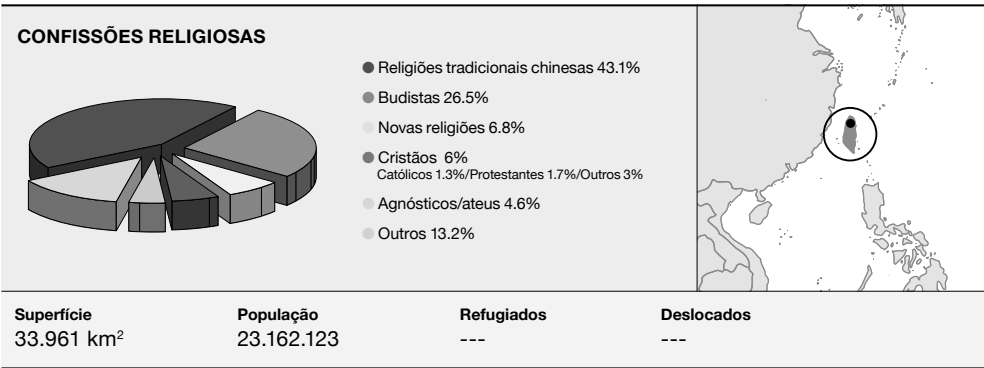 CONFISSÕES RELIGIOSAS
Religiões tradicionais chinesas 43.1%
Budistas 26.5%
Novas religiões 6.8%
Cristãos 6%
Católicos 1.3%/Protestantes 1.7%/Outros 3%
Agnósticos/ateus 4.6%
Outros 13.2%
Superfície
33.961 km²
População
23.162.123
Refugiados
---
Deslocados
---